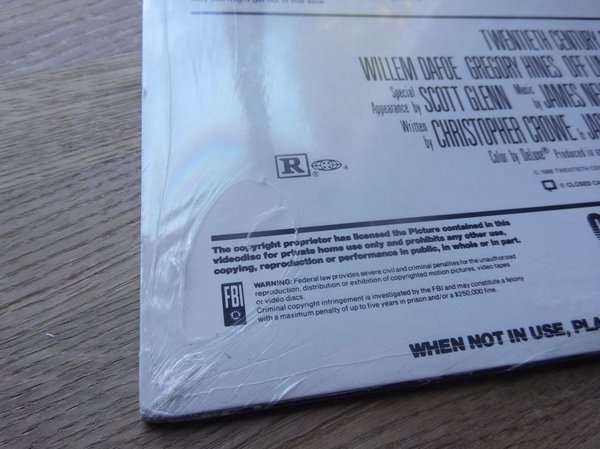 TWENTIETH CENTURY
WILLEM DAFOE GREGORY HINES OFF
Special
Appearance by SCOTT GLENN Music by JAMES
Written
by CHRISTOPHER CROWE &
Color by Deluxe® Produced in
R ® ®
© 1988 TWENTIETH
CLOSED
The copyright proprietor has licensed the Picture contained in this
videodisc for private home use only and prohibits any other use,
copying, reproduction or performance in public, in whole or in part.
FBI
WARNING: Federal law provides severe civil and criminal penalties for the unauthorized
reproduction, distribution or exhibition of copyrighted motion pictures, video tapes
or video discs.
Criminal copyright infringement is investigated by the FBI and may constitute a felony
with a maximum penalty of up to five years in prison and/or a $250,000 fine.
WHEN NOT IN USE,